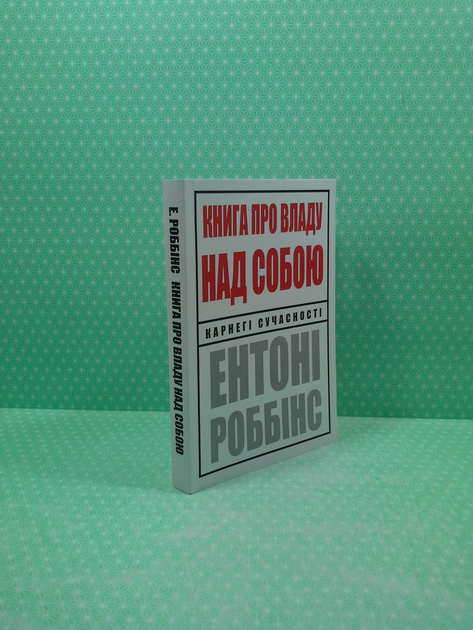 Е. РОББІНС КНИГА ПРО ВЛАДУ НАД СОБОЮ
КНИГА ПРО ВЛАДУ
НАД СОБОЮ
КАРНЕГІ СУЧАСНОСТІ
ЕНТОНІ
РОББІНС